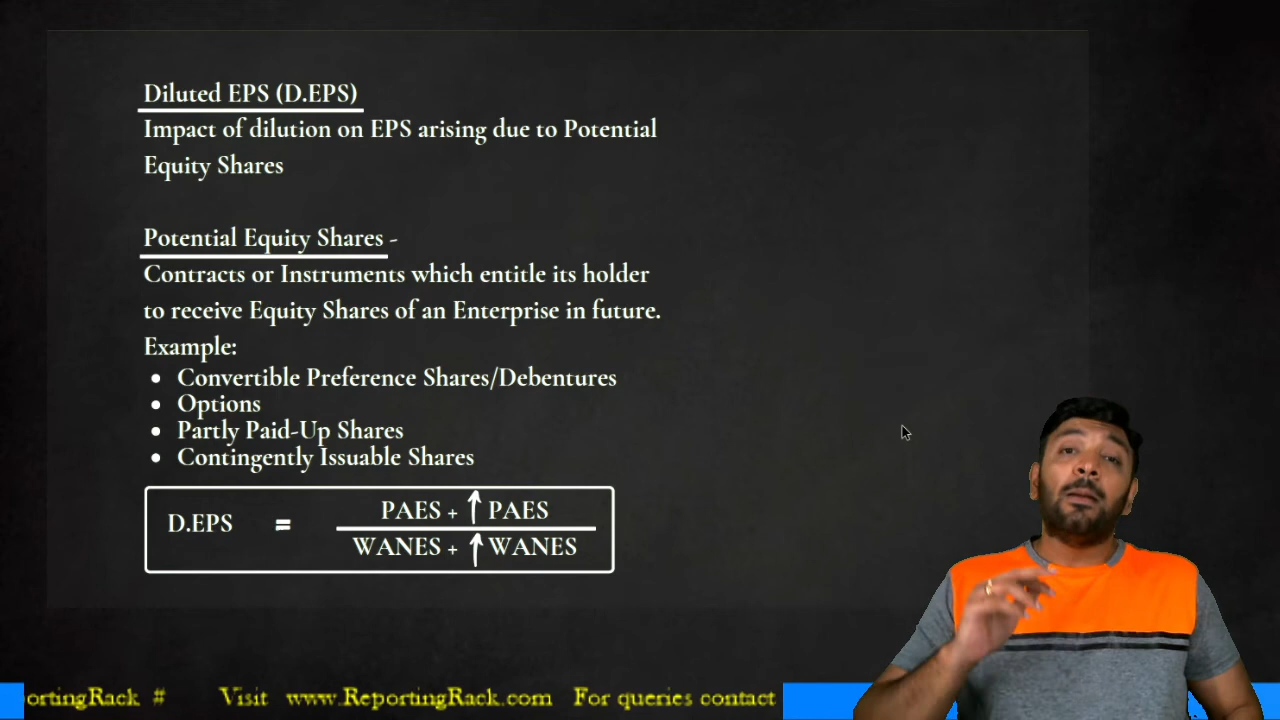 Diluted EPS (D.EPS)
Impact of dilution on EPS arising due to Potential
Equity Shares
Potential Equity Shares -
Contracts or Instruments which entitle its holder
to receive Equity Shares of an Enterprise in future.
Example:
• Convertible Preference Shares/Debentures
• Options
• Partly Paid-Up Shares
• Contingently Issuable Shares
D.EPS = PAES + ↑ PAES
WANES + ↑ WANES
ortingRack # Visit www.ReportingRack.com For queries contact